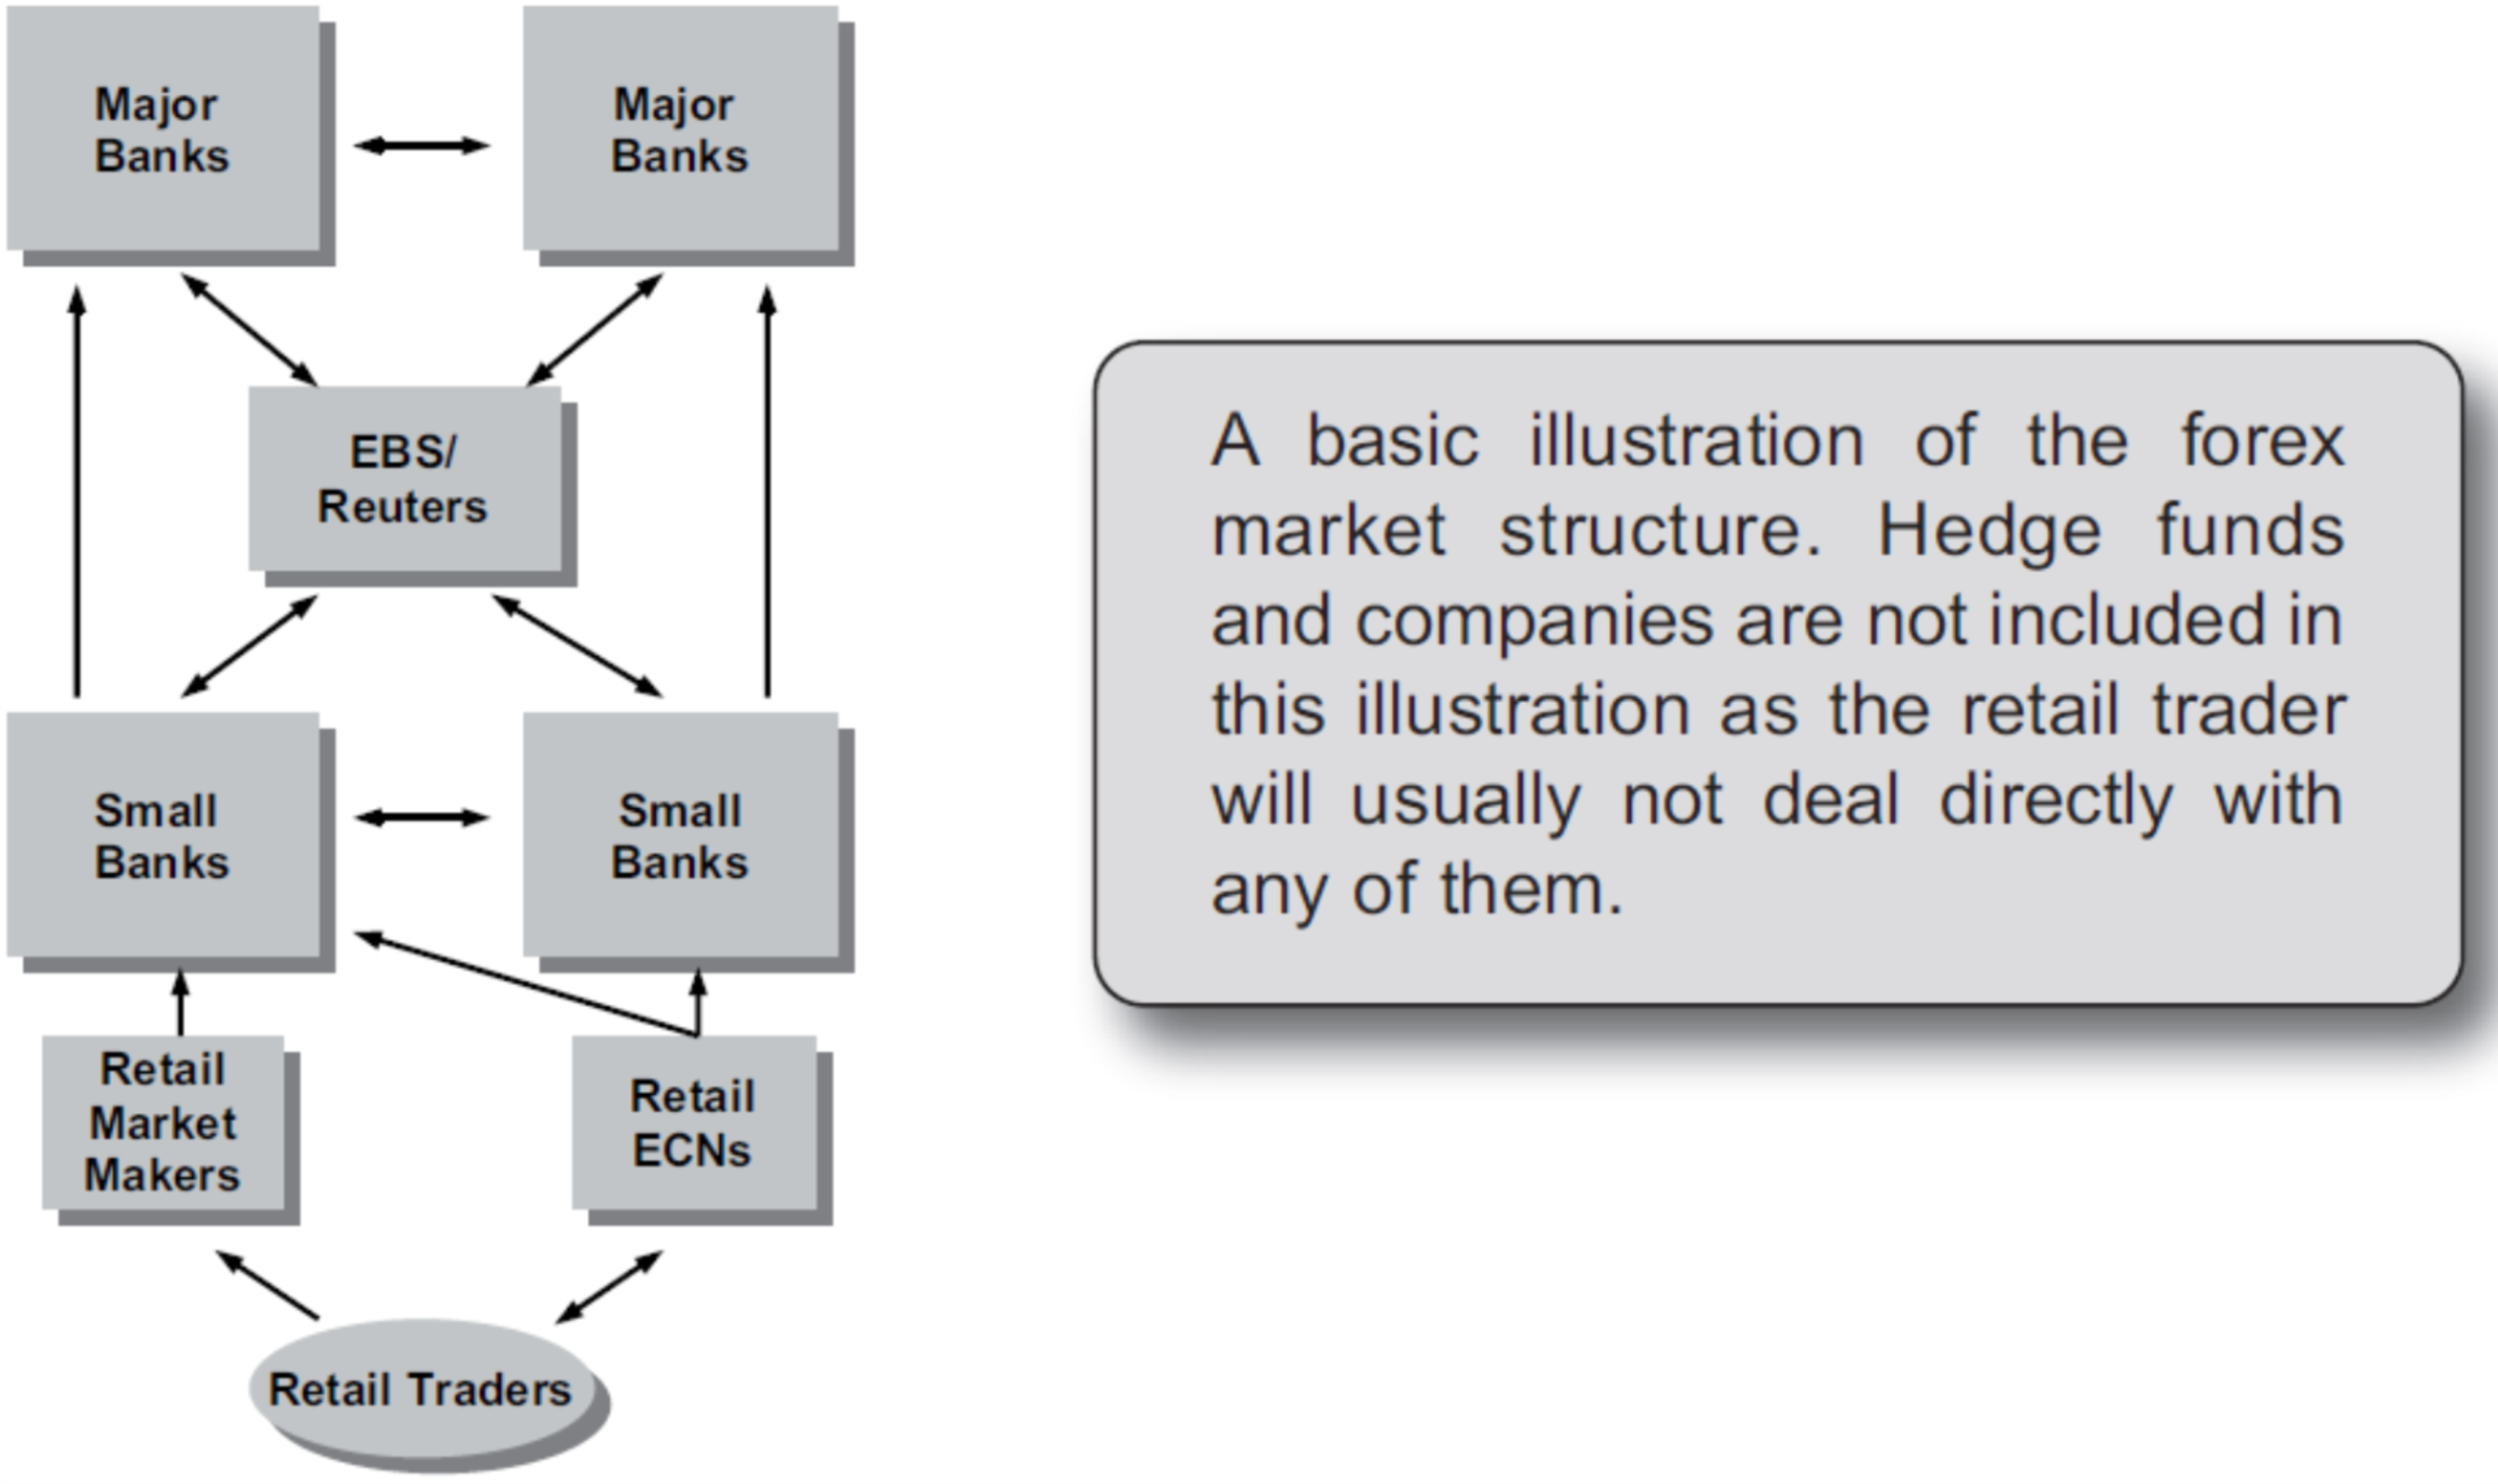 Major
Banks
Major
Banks
EBS/
Reuters
Small
Banks
Small
Banks
Retail
Market
Makers
Retail
ECNs
Retail Traders
A basic illustration of the forex
market structure. Hedge funds
and companies are not included in
this illustration as the retail trader
will usually not deal directly with
any of them.